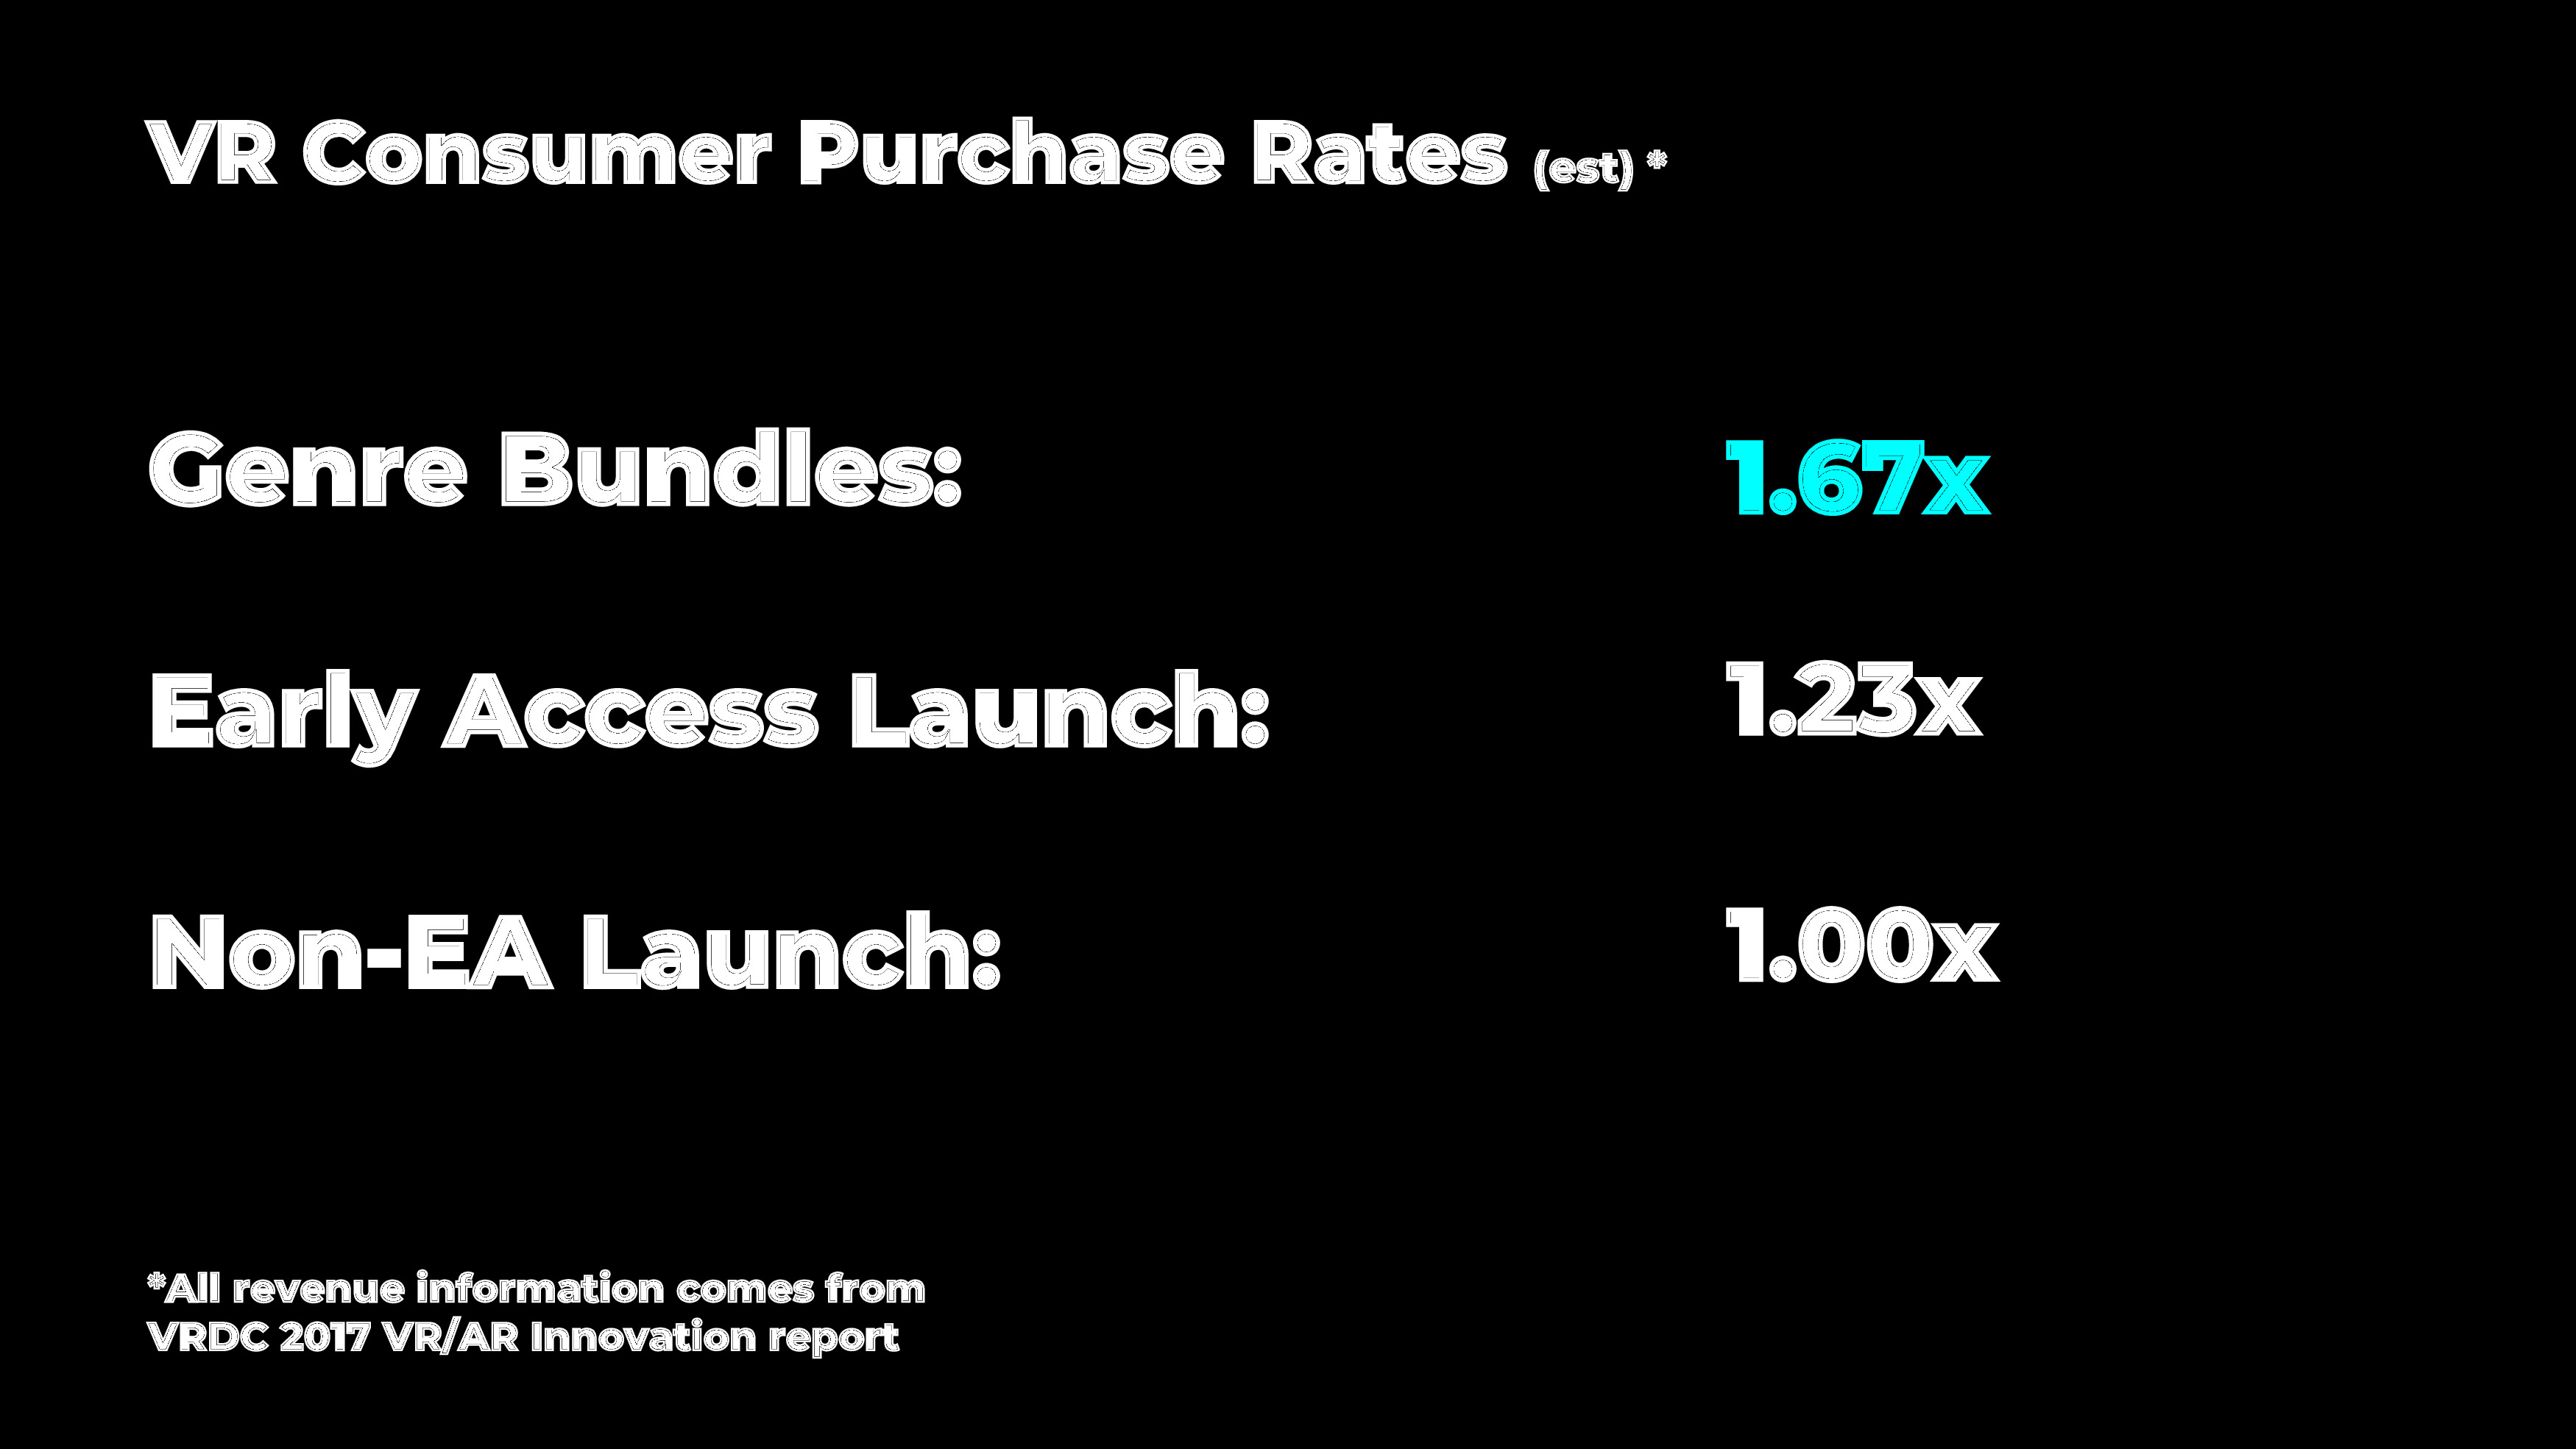 VR Consumer Purchase Rates (est) *
Genre Bundles: 1.67x
Early Access Launch: 1.23x
Non-EA Launch: 1.00x
*All revenue information comes from
VRDC 2017 VR/AR Innovation report